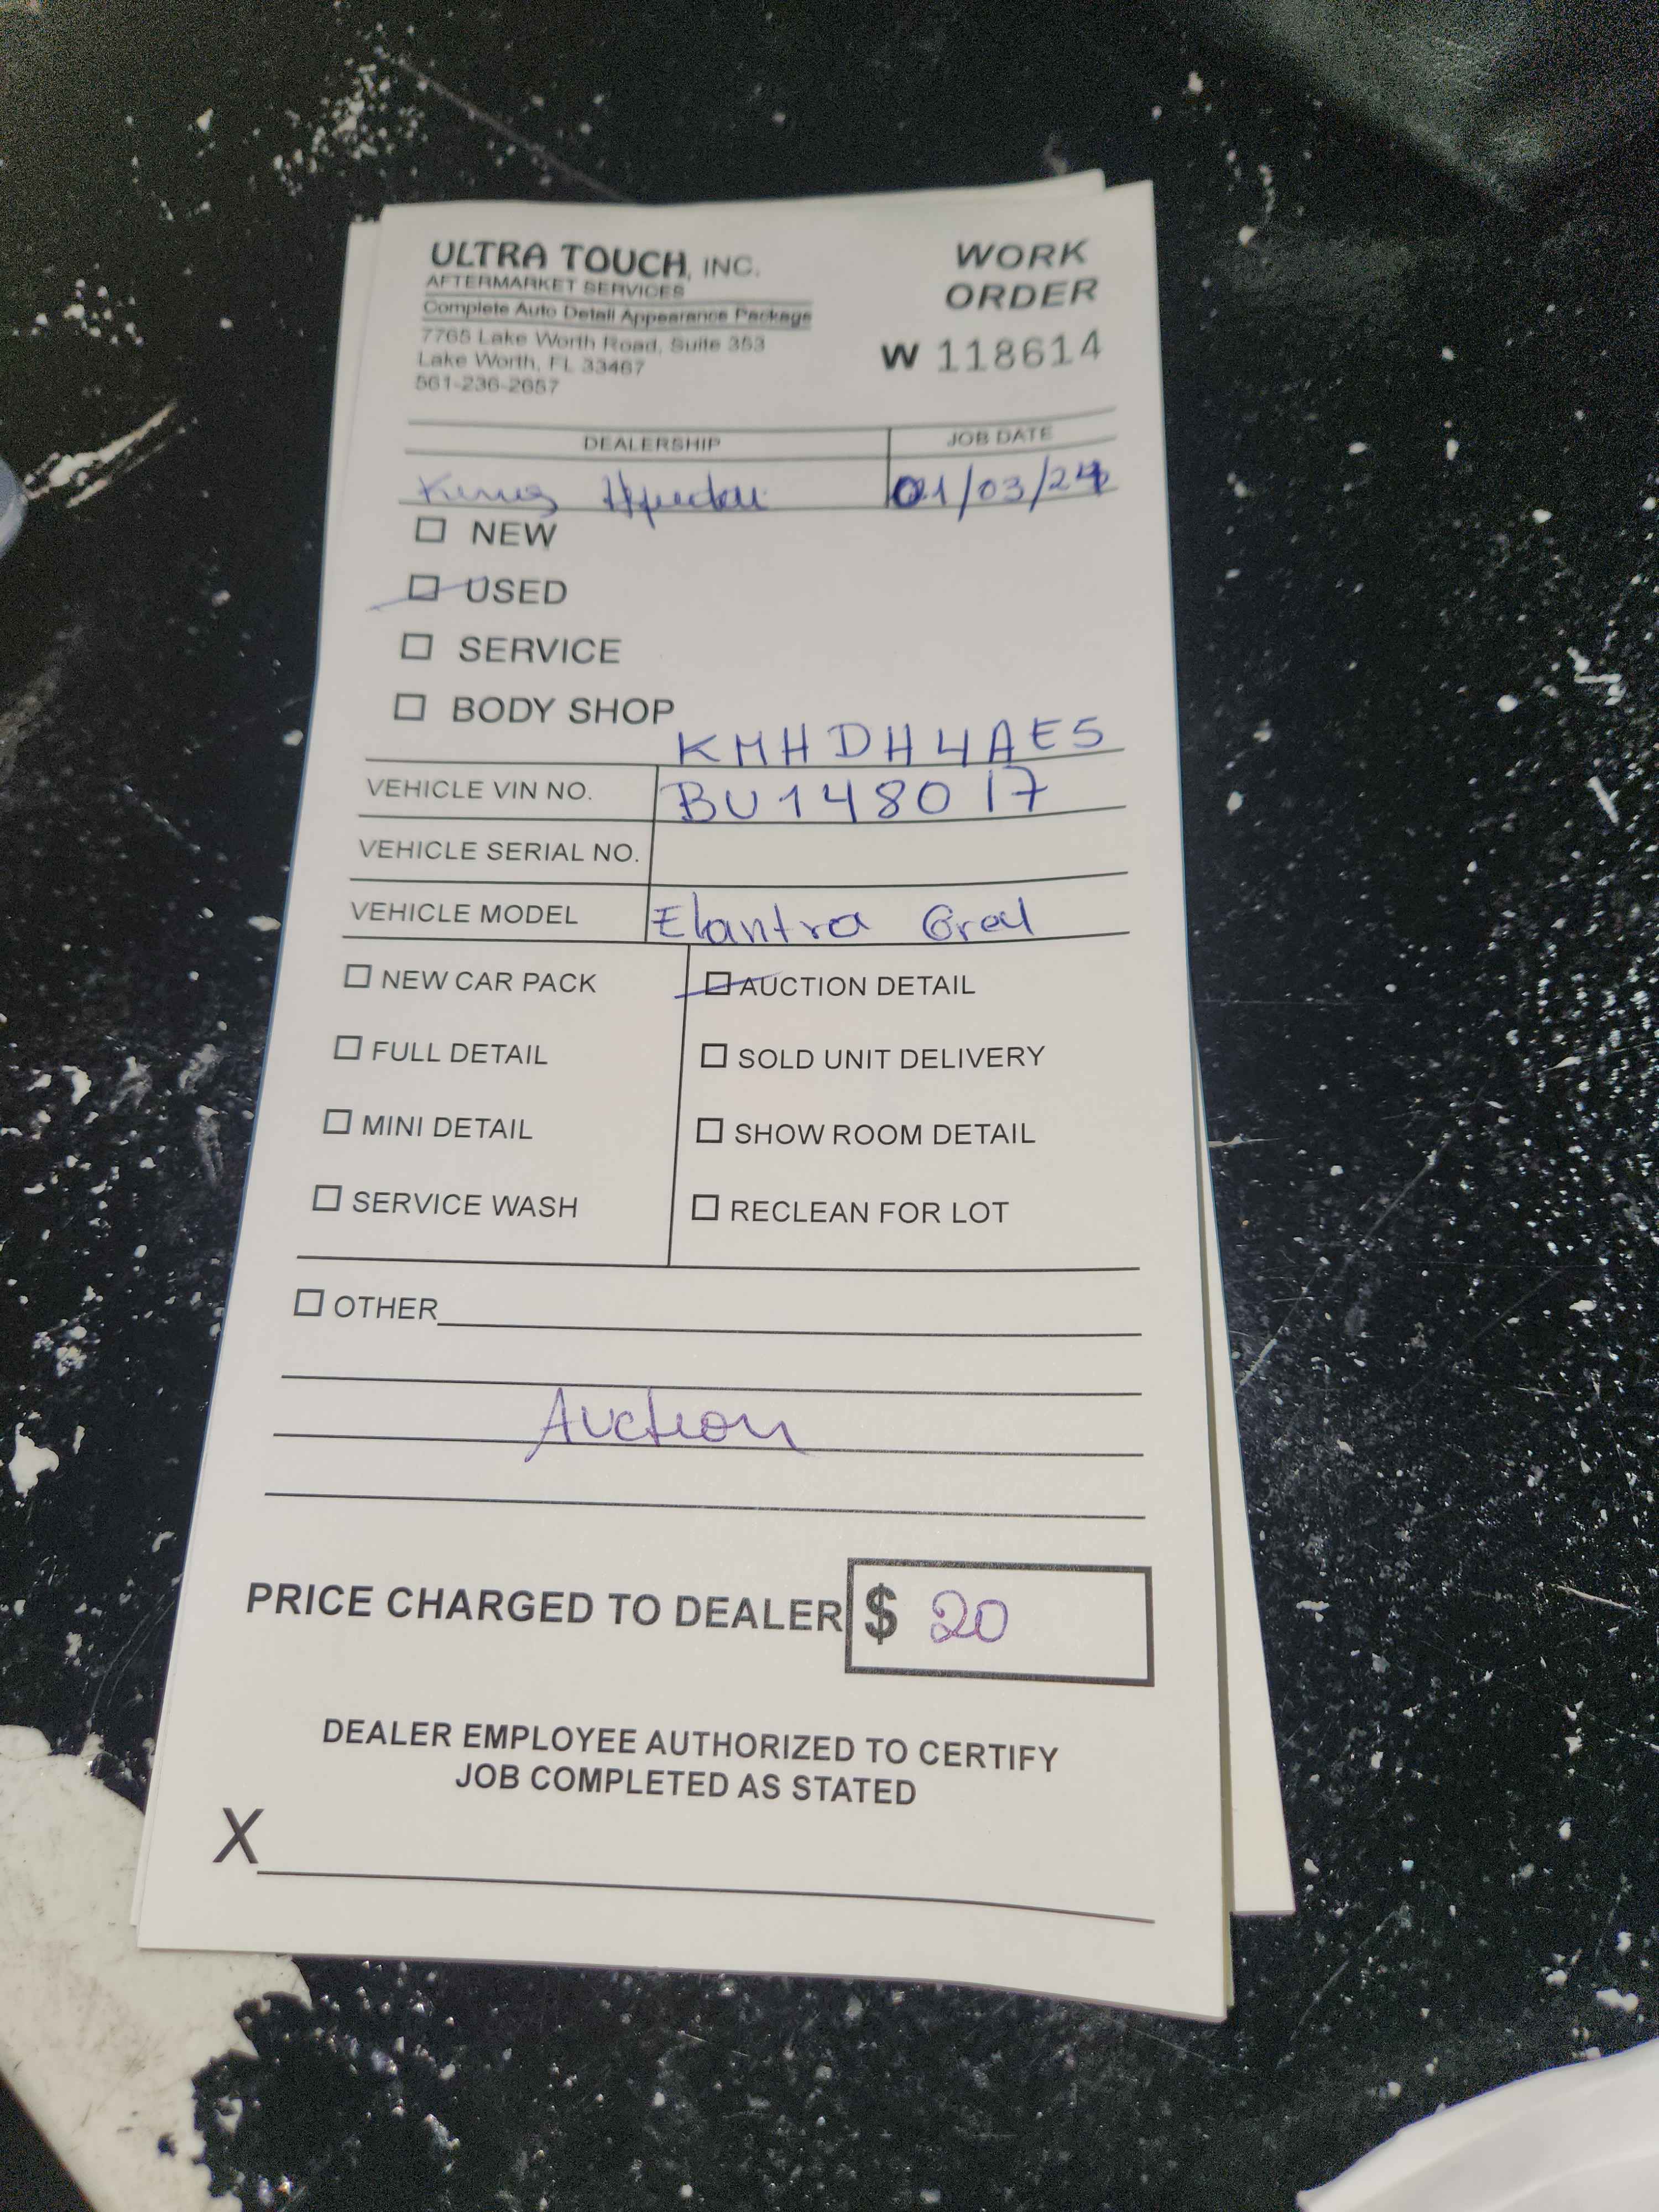 ULTRA TOUCH, INC.
AFTERMARKET SERVICES
Complete Auto Detail Appearance Package
7765 Lake Worth Road, Suite 353
Lake Worth, FL 33467
561-236-2657
WORK
ORDER
W 118614
DEALERSHIP
JOB DATE
01/03/24
NEW
USED
SERVICE
BODY SHOP
KMHDH4AE5
VEHICLE VIN NO. BU148017
VEHICLE SERIAL NO.
VEHICLE MODEL Elantra
NEW CAR PACK
AUCTION DETAIL
FULL DETAIL
SOLD UNIT DELIVERY
MINI DETAIL
SHOW ROOM DETAIL
SERVICE WASH
RECLEAN FOR LOT
OTHER
Auction
PRICE CHARGED TO DEALER $ 20
DEALER EMPLOYEE AUTHORIZED TO CERTIFY
JOB COMPLETED AS STATED
X